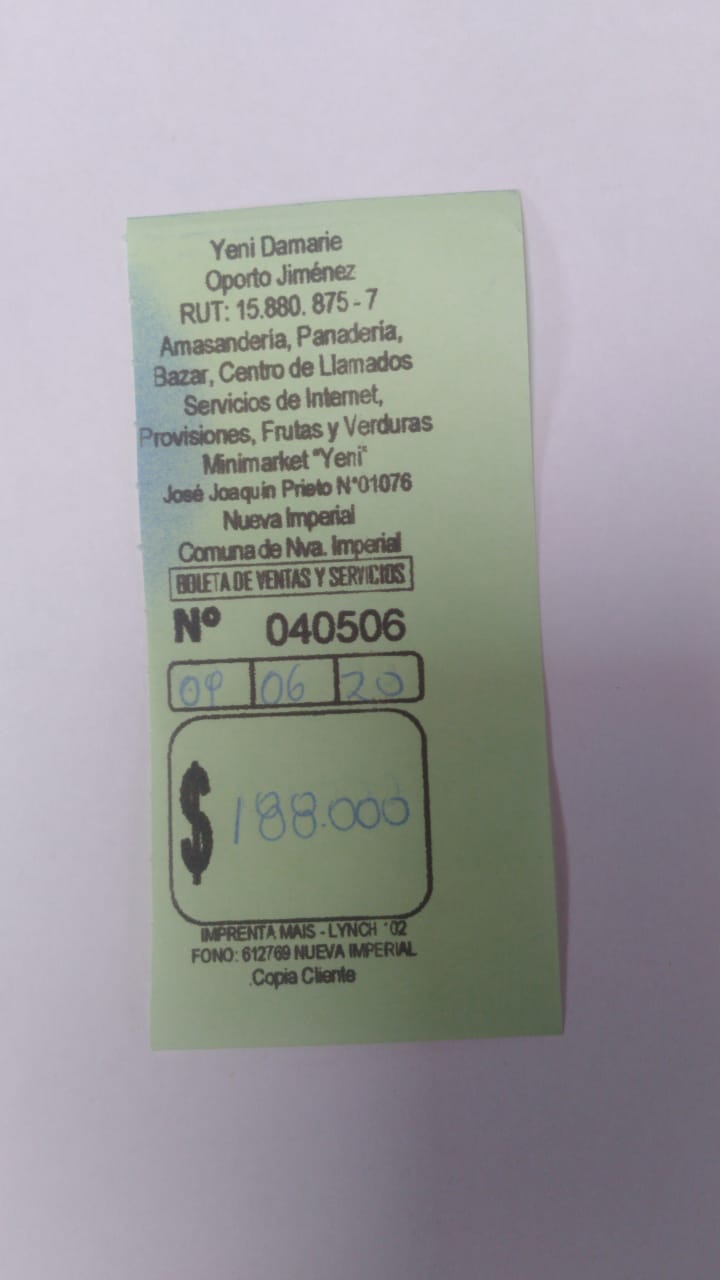 Yeni Damarie
Oporto Jiménez
RUT: 15.880. 875 - 7
Amasandería, Panadería,
Bazar, Centro de Llamados
Servicios de Internet,
Provisiones, Frutas y Verduras
Minimarket "Yeni"
José Joaquín Prieto N°01076
Nueva Imperial
Comuna de Nva. Imperial
BOLETA DE VENTAS Y SERVICIOS
Nº 040506
09 06 20
$ 188.000
IMPRENTA MAIS - LYNCH '02
FONO: 612769 NUEVA IMPERIAL
.Copia Cliente